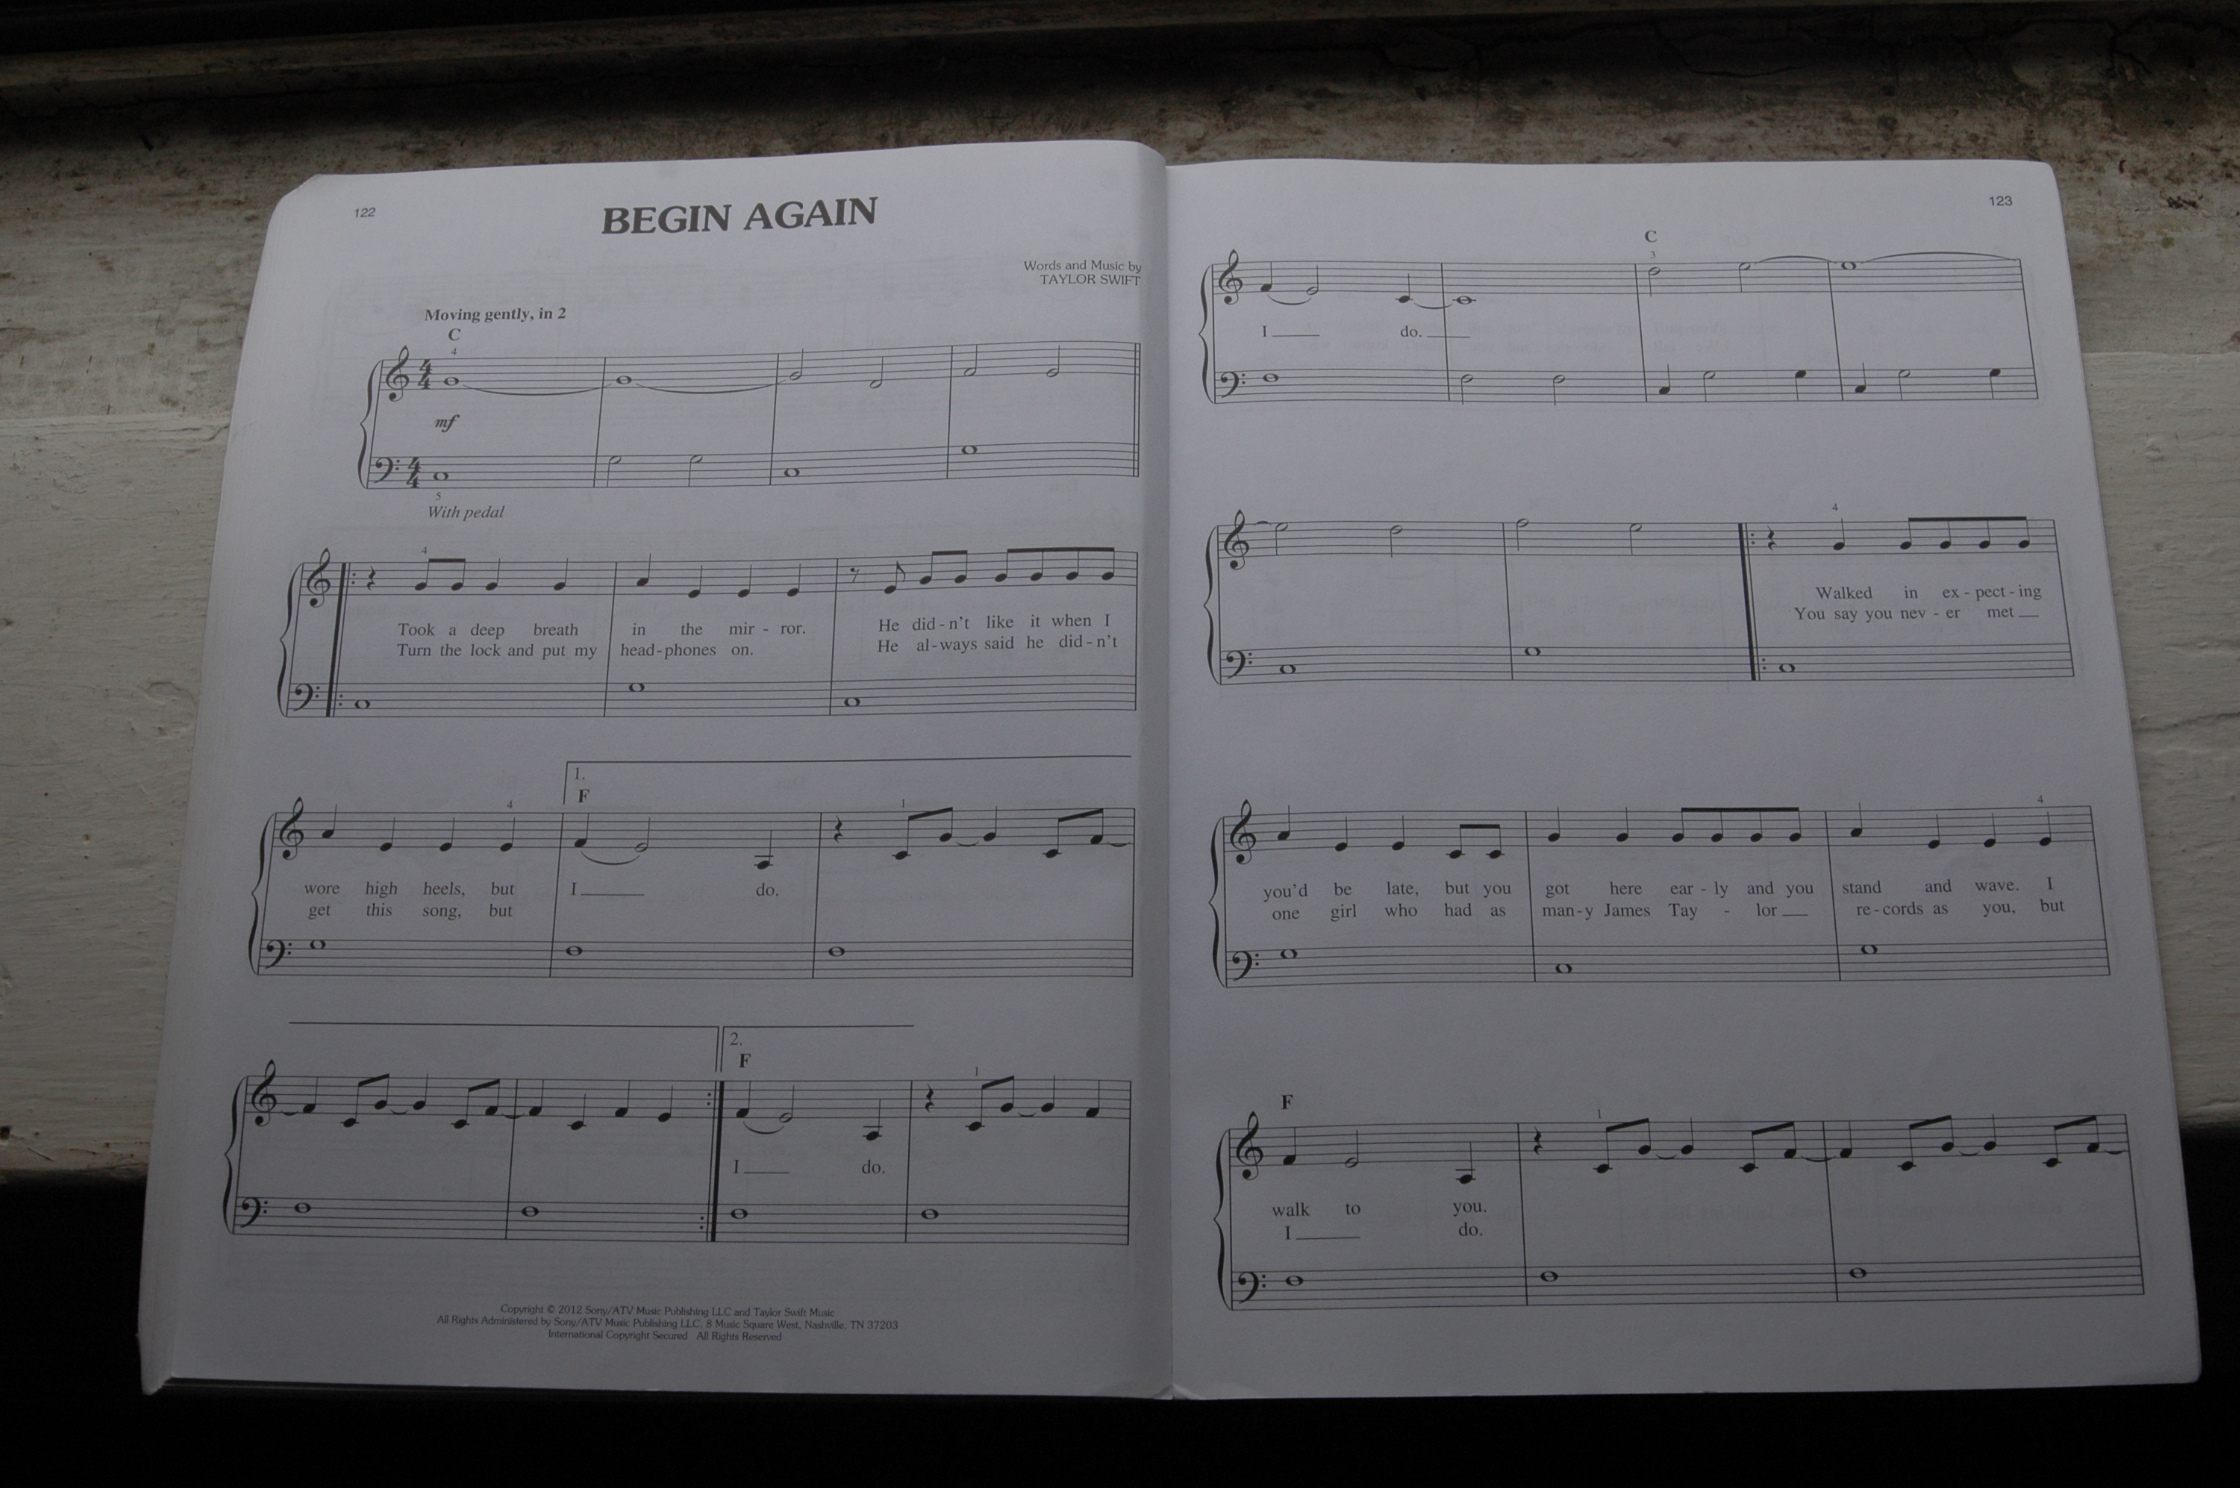 122
BEGIN AGAIN
Words and Music by
TAYLOR SWIFT
Moving gently, in 2
C
4
4
4
mf
4
4
5
With pedal
4
Took a deep breath in the mir - ror. He did - n't like it when I
Turn the lock and put my head - phones on. He al - ways said he did - n't
1.
F
4
1
wore high heels, but I ___ do.
get this song, but
2.
F
1
I ___ do.
Copyright © 2012 Sony/ATV Music Publishing LLC and Taylor Swift Music
All Rights Administered by Sony/ATV Music Publishing LLC, 8 Music Square West, Nashville, TN 37203
International Copyright Secured All Rights Reserved
123
C
3
I ___ do. ___
4
Walked in ex - pect - ing
You say you nev - er met ___
4
you'd be late, but you got here ear - ly and you stand and wave. I
one girl who had as man - y James Tay - lor ___ re - cords as you, but
F
1
walk to you.
I ___ do.